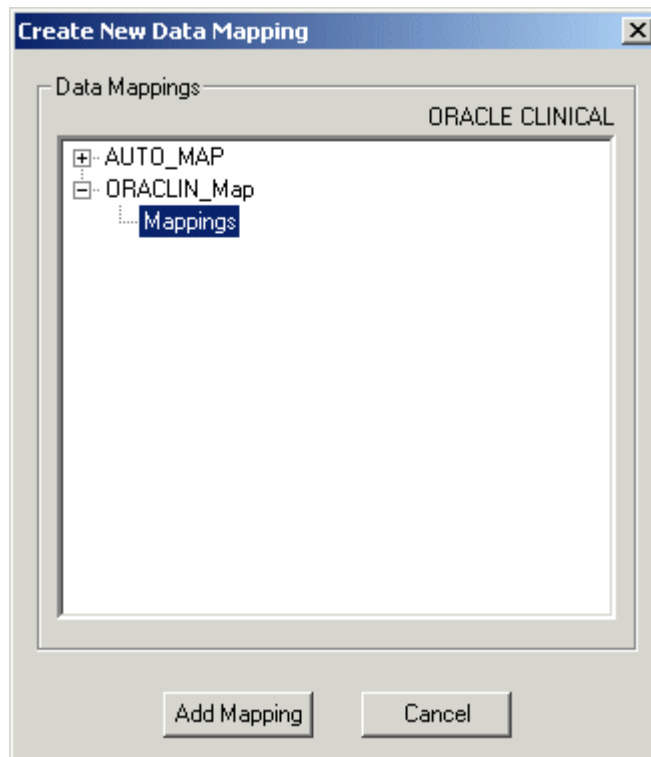 Create New Data Mapping
Data Mappings
ORACLE CLINICAL
AUTO_MAP
ORACLIN_Map
Mappings
Add Mapping Cancel